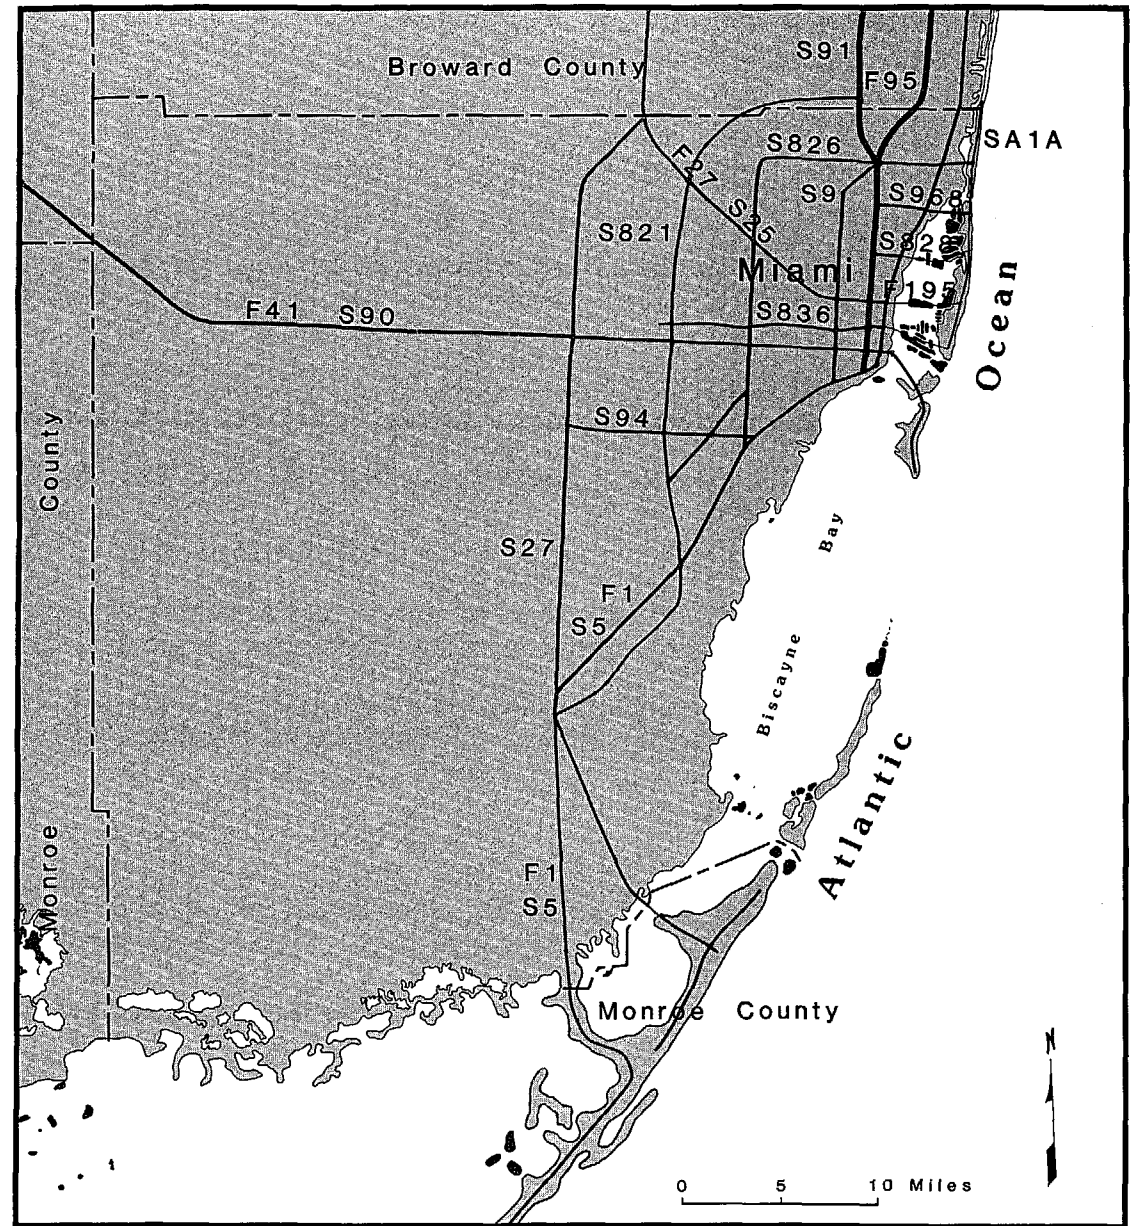 S91
Broward County
F95
SA1A
S826
F27
S9
S968
S25
S821
S828
Miami
F195
F41 S90
S836
Ocean
S94
County
Bay
S27
F1
S5
Biscayne
Atlantic
Monroe
F1
S5
Monroe County
N
0 5 10 Miles